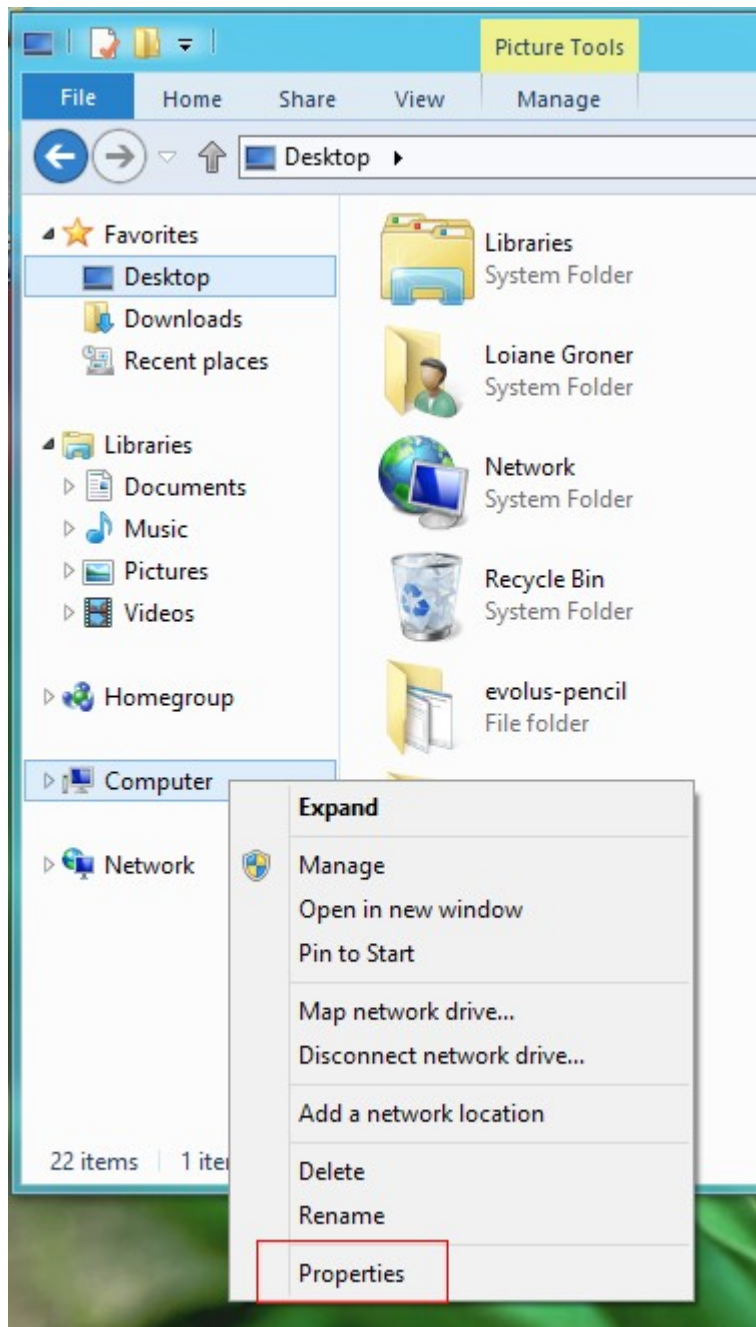 Picture Tools
File Home Share View Manage
Desktop
Favorites
Desktop
Downloads
Recent places
Libraries
Documents
Music
Pictures
Videos
Homegroup
Computer
Network
Libraries
System Folder
Loiane Groner
System Folder
Network
System Folder
Recycle Bin
System Folder
evolus-pencil
File folder
Expand
Manage
Open in new window
Pin to Start
Map network drive...
Disconnect network drive...
Add a network location
Delete
Rename
Properties
22 items 1